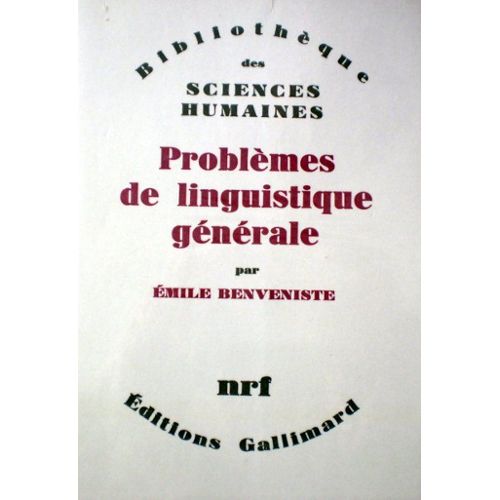 Bibliothèque
des
SCIENCES
HUMAINES
Problèmes
de linguistique
générale
par
ÉMILE BENVENISTE
nrf
Éditions Gallimard